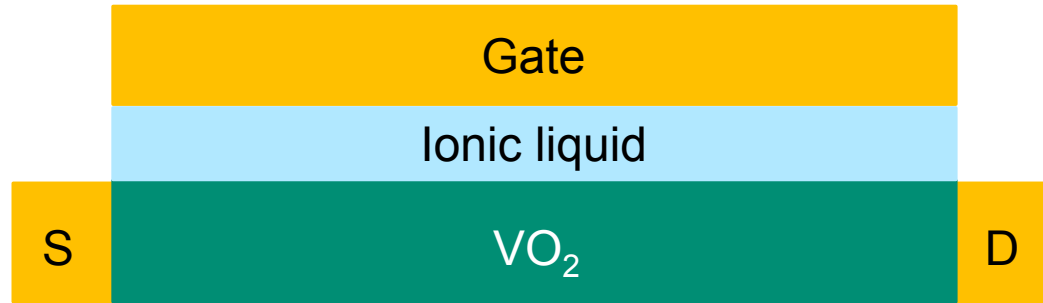 Gate
Ionic liquid
S
VO₂
D